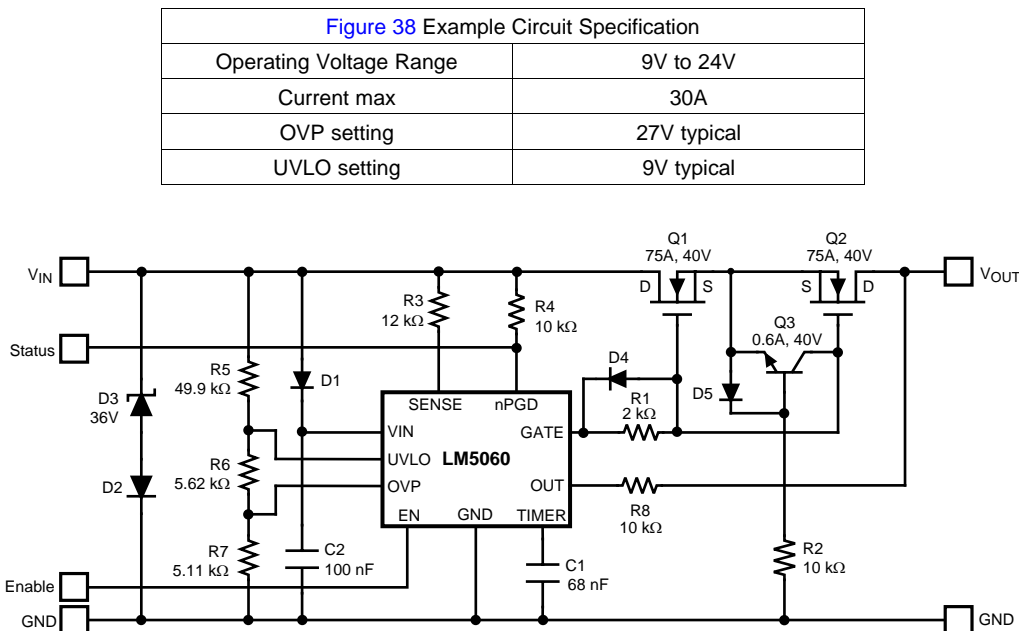 Figure 38 Example Circuit Specification
Operating Voltage Range 9V to 24V
Current max 30A
OVP setting 27V typical
UVLO setting 9V typical
Q1
75A, 40V
Q2
75A, 40V
VIN
VOUT
D S
S D
R3
12 kΩ
R4
10 kΩ
Q3
0.6A, 40V
Status
D4
D5
R5
49.9 kΩ
D1
D3
36V
R1
2 kΩ
SENSE nPGD
VIN GATE
UVLO LM5060
OVP OUT
EN GND TIMER
R6
5.62 kΩ
D2
R8
10 kΩ
R7
5.11 kΩ
C2
100 nF
C1
68 nF
R2
10 kΩ
Enable
GND
GND